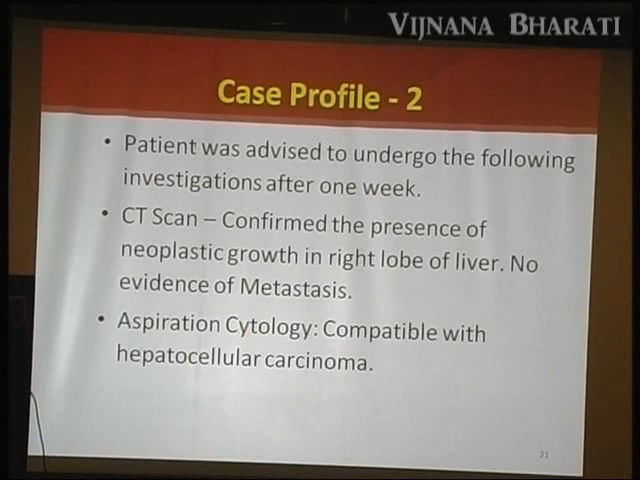 VIJNANA BHARATI
Case Profile - 2
• Patient was advised to undergo the following
investigations after one week.
• CT Scan – Confirmed the presence of
neoplastic growth in right lobe of liver. No
evidence of Metastasis.
• Aspiration Cytology: Compatible with
hepatocellular carcinoma.
21